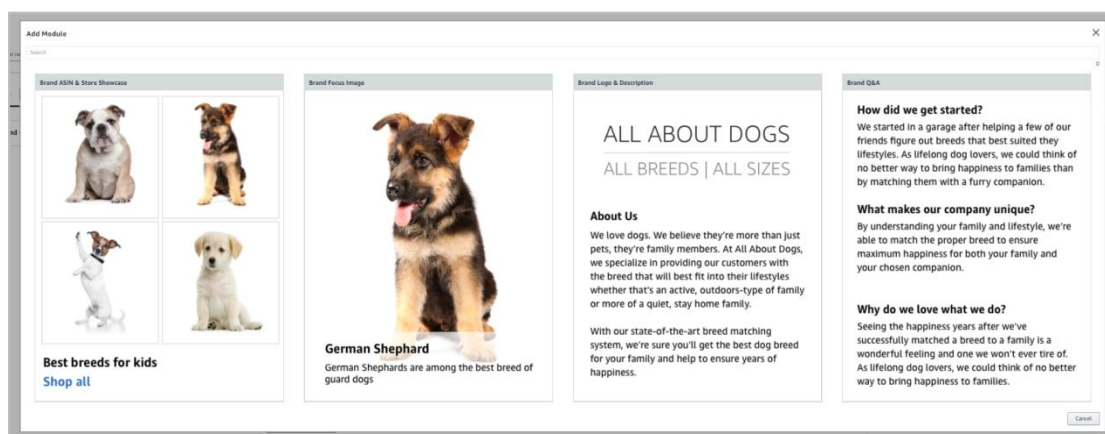 Add Module
Search
0
Brand ASIN & Store Showcase
Best breeds for kids
Shop all
Brand Focus Image
German Shephard
German Shephards are among the best breed of
guard dogs
Brand Logo & Description
ALL ABOUT DOGS
ALL BREEDS | ALL SIZES
About Us
We love dogs. We believe they're more than just
pets, they're family members. At All About Dogs,
we specialize in providing our customers with
the breed that will best fit into their lifestyles
whether that's an active, outdoors-type of family
or more of a quiet, stay home family.
With our state-of-the-art breed matching
system, we're sure you'll get the best dog breed
for your family and help to ensure years of
happiness.
Brand Q&A
How did we get started?
We started in a garage after helping a few of our
friends figure out breeds that best suited they
lifestyles. As lifelong dog lovers, we could think of
no better way to bring happiness to families than
by matching them with a furry companion.
What makes our company unique?
By understanding your family and lifestyle, we're
able to match the proper breed to ensure
maximum happiness for both your family and
your chosen companion.
Why do we love what we do?
Seeing the happiness years after we've
successfully matched a breed to a family is a
wonderful feeling and one we won't ever tire of.
As lifelong dog lovers, we could think of no better
way to bring happiness to families.
Cancel